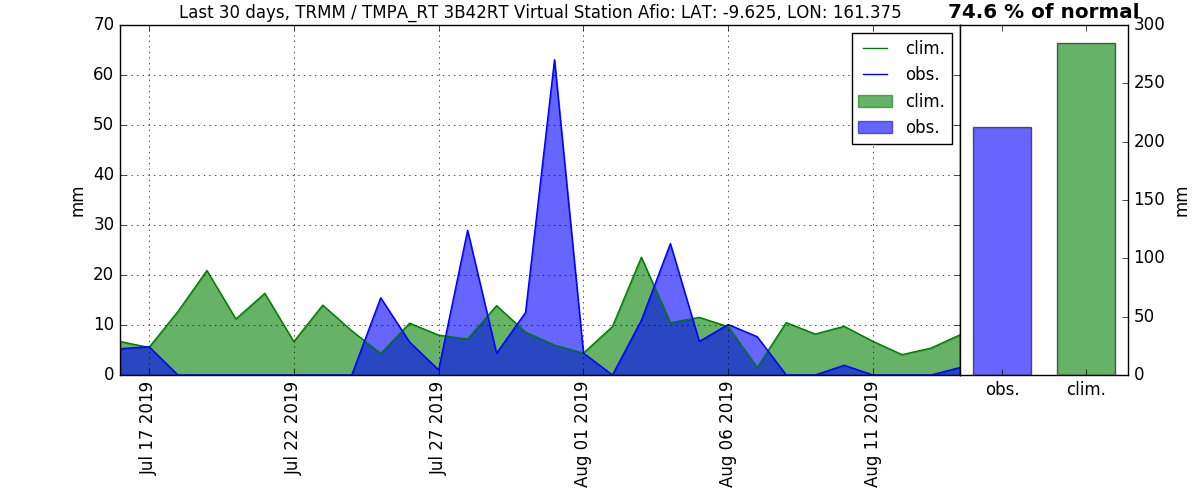 Last 30 days, TRMM / TMPA_RT 3B42RT Virtual Station Afio: LAT: -9.625, LON: 161.375
74.6 % of normal
70
60
50
40
30
20
10
0
mm
clim.
obs.
clim.
obs.
Jul 17 2019
Jul 22 2019
Jul 27 2019
Aug 01 2019
Aug 06 2019
Aug 11 2019
300
250
200
150
100
50
0
mm
obs.
clim.